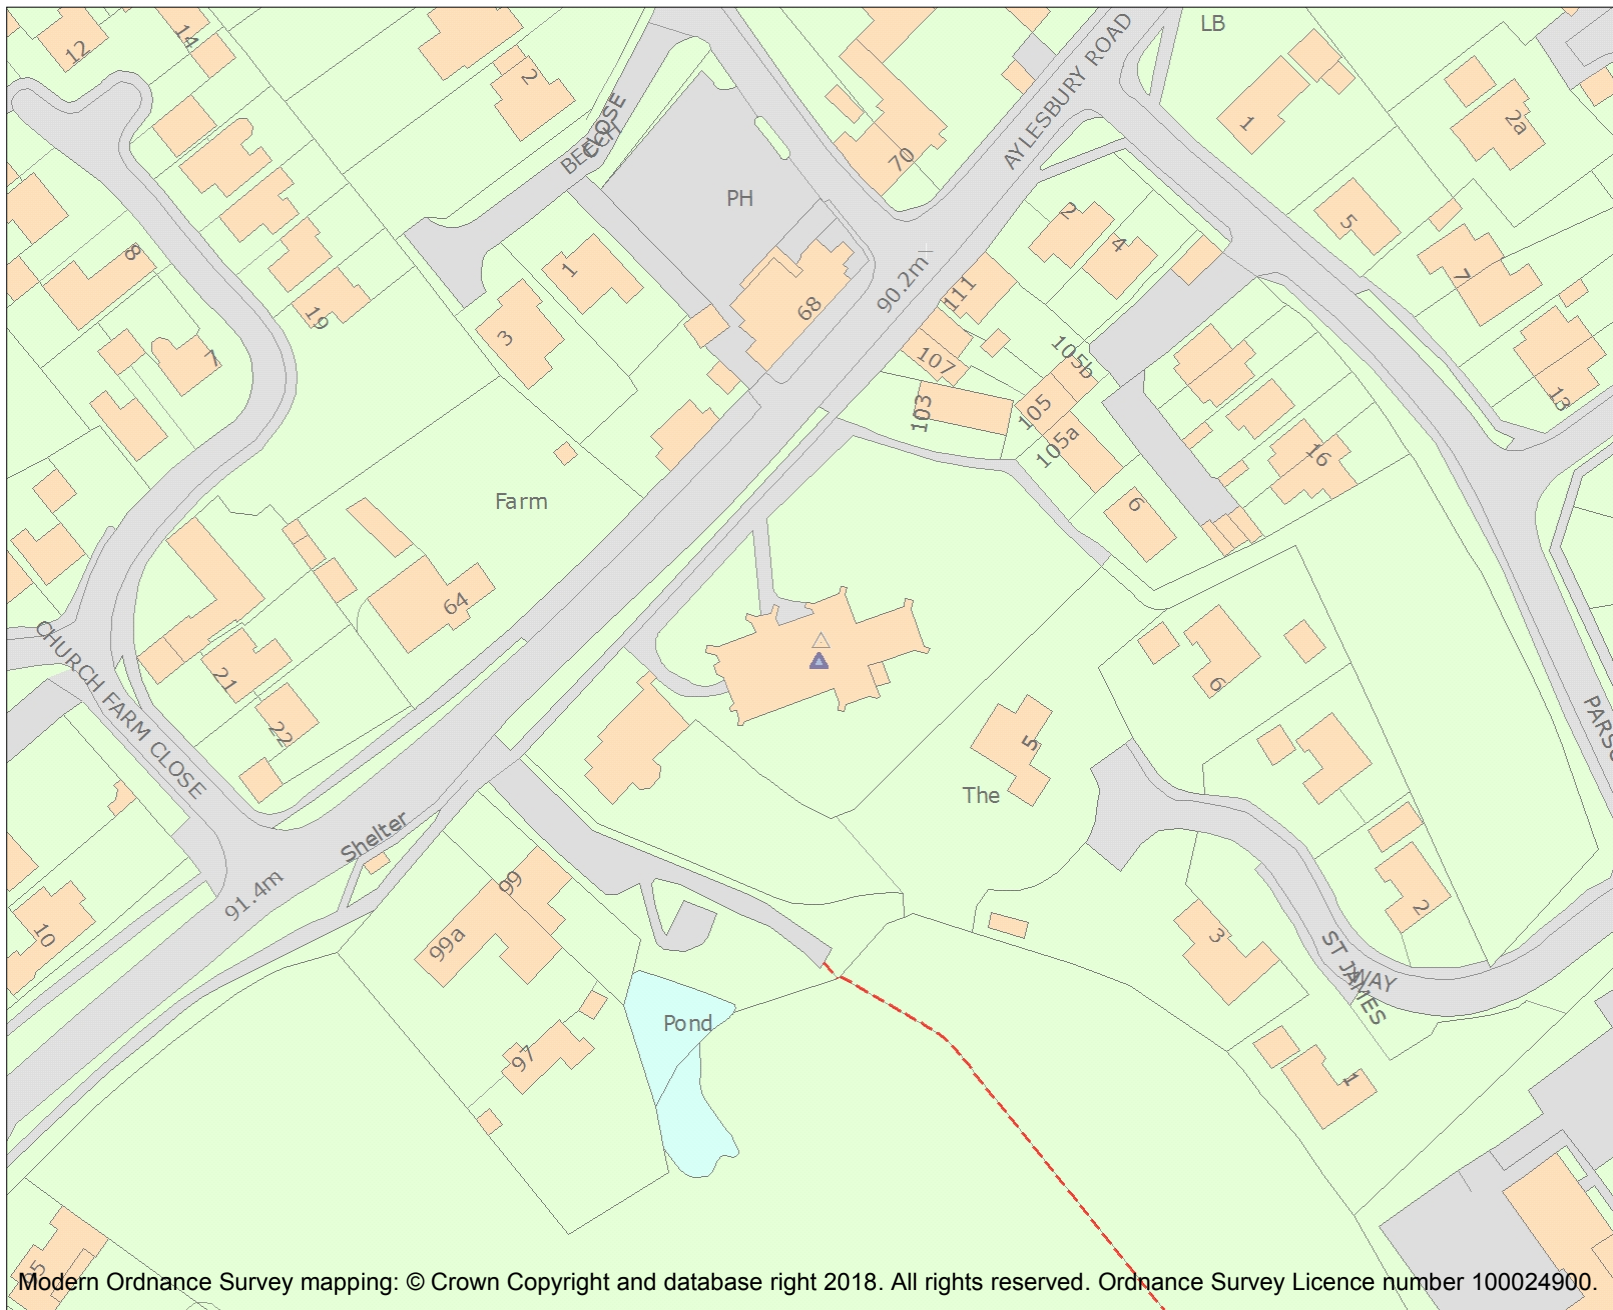 12
14
2
LB
AYLESBURY ROAD
1
2a
BEECH
CLOSE
70
PH
8
2
4
5
7
1
19
3
68
90.2m
111
7
107
105b
103
105
105a
13
16
Farm
6
64
21
22
CHURCH FARM CLOSE
6
5
The
Shelter
91.4m
99
99a
10
2
3
ST JAMES
WAY
Pond
97
1
Modern Ordnance Survey mapping: © Crown Copyright and database right 2018. All rights reserved. Ordnance Survey Licence number 100024900.